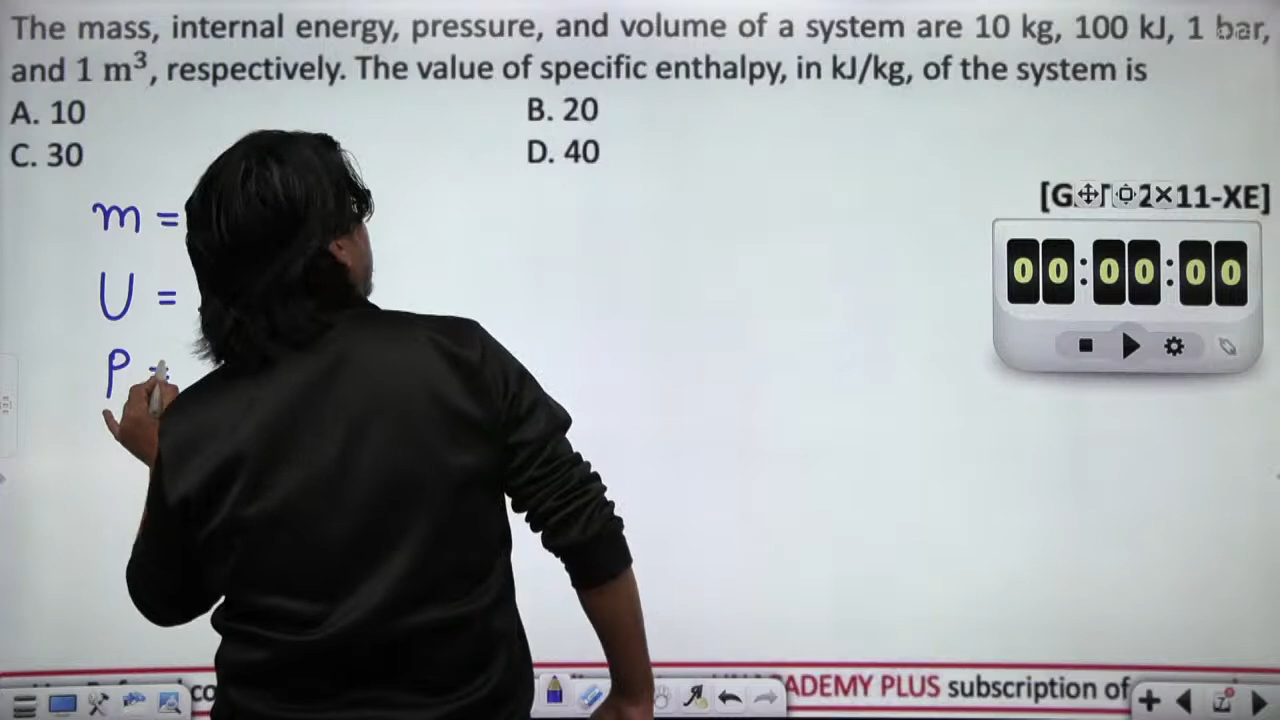 The mass, internal energy, pressure, and volume of a system are 10 kg, 100 kJ, 1 bar,
and 1 m³, respectively. The value of specific enthalpy, in kJ/kg, of the system is
A. 10
B. 20
C. 30
D. 40
11-XE]
m =
00:00:00
U =
P =
ADEMY PLUS subscription of